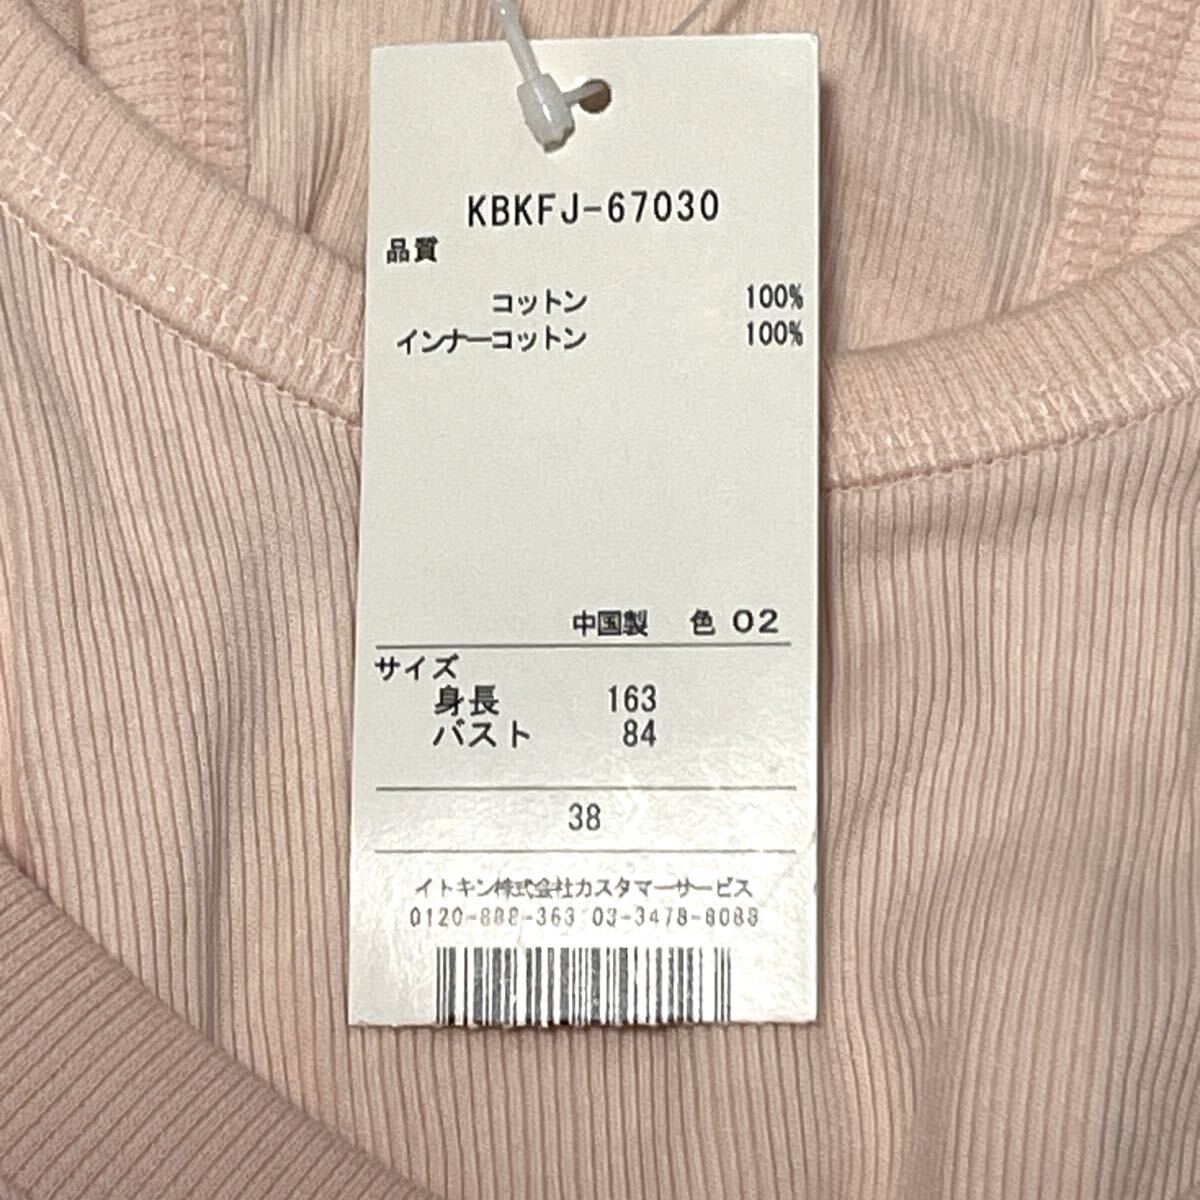 KBKFJ-67030
品質
コットン 100%
インナーコットン 100%
中国製 色 02
サイズ
身長 163
バスト 84
38
イトキン株式会社カスタマーサービス
0120-888-363 03-3478-8088